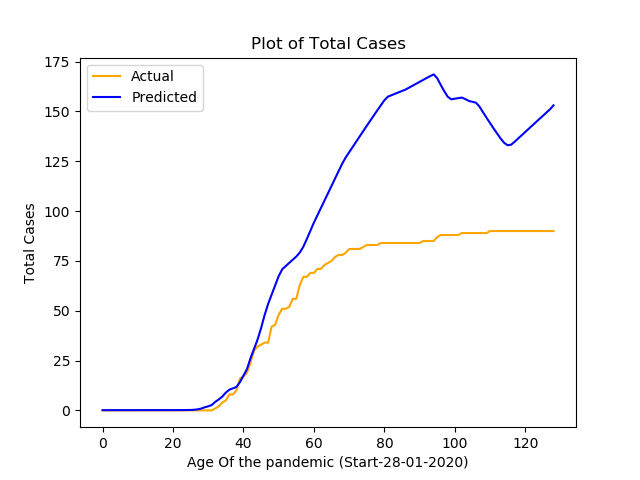 Plot of Total Cases
Actual
Predicted
Total Cases
175
150
125
100
75
50
25
0
0 20 40 60 80 100 120
Age Of the pandemic (Start-28-01-2020)